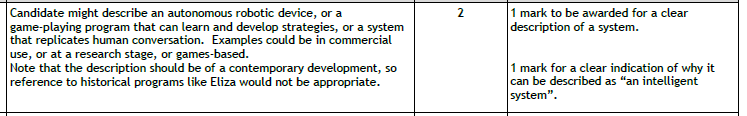 Candidate might describe an autonomous robotic device, or a
game-playing program that can learn and develop strategies, or a system
that replicates human conversation.  Examples could be in commercial
use, or at a research stage, or games-based.
Note that the description should be of a contemporary development, so
reference to historical programs like Eliza would not be appropriate.
2
1 mark to be awarded for a clear
description of a system.
1 mark for a clear indication of why it
can be described as “an intelligent
system”.